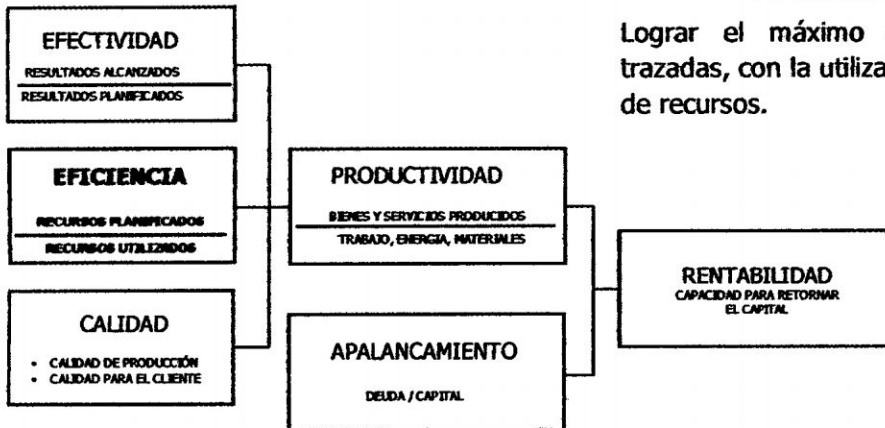 Lograr el máximo
trazadas, con la utiliza
de recursos.
EFECTIVIDAD
RESULTADOS ALCANZADOS
RESULTADOS PLANIFICADOS
EFICIENCIA
RECURSOS PLANIFICADOS
RECURSOS UTILIZADOS
CALIDAD
• CALIDAD DE PRODUCCIÓN
• CALIDAD PARA EL CLIENTE
PRODUCTIVIDAD
BIENES Y SERVICIOS PRODUCIDOS
TRABAJO, ENERGIA, MATERIALES
APALANCAMIENTO
DEUDA / CAPITAL
RENTABILIDAD
CAPACIDAD PARA RETORNAR
EL CAPITAL